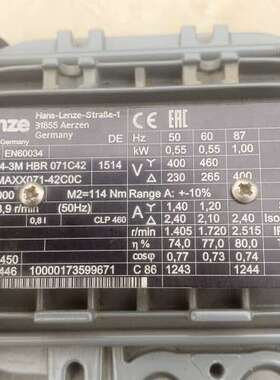 nze
Hans-Lenze-Straße-1
31855 Aerzen
Germany
Germany
CE EAC
EN60034 DE Hz 50 60 87
4-3M HBR 071C42 1514 kW 0,55 0,55 1,00
MAXX071-42C0C V 400 460
230 265 400
M2=114 Nm Range A: +-10%
r/min (50Hz) A 1,40 1,20
0,8 l CLP 460 2,40 2,10 2,40
r/min 1.405 1.720 2.515
η % 74,0 77,0 80,0
450 cosφ 0,77 0,73 0,74
446 10000173599671 C 86 1243 1244